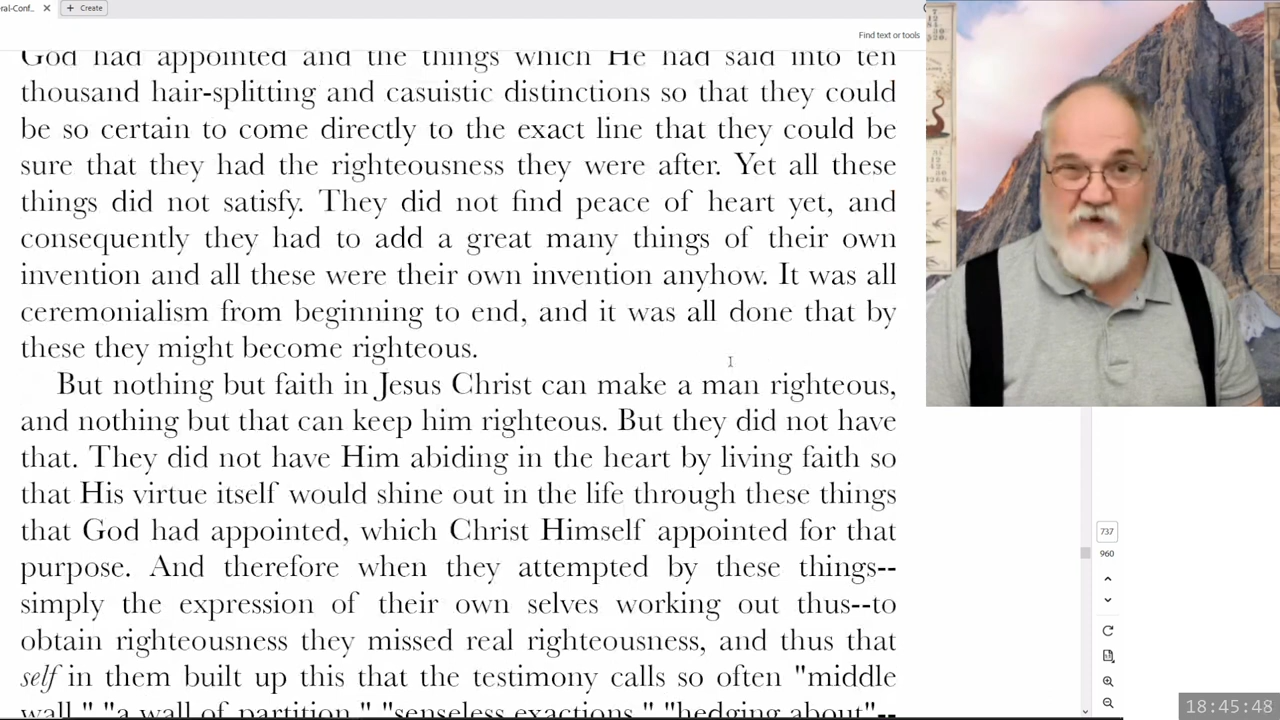 ral-Conf...
Create
Find text or tools
God had appointed and the things which He had said into ten
thousand hair-splitting and casuistic distinctions so that they could
be so certain to come directly to the exact line that they could be
sure that they had the righteousness they were after. Yet all these
things did not satisfy. They did not find peace of heart yet, and
consequently they had to add a great many things of their own
invention and all these were their own invention anyhow. It was all
ceremonialism from beginning to end, and it was all done that by
these they might become righteous.
But nothing but faith in Jesus Christ can make a man righteous,
and nothing but that can keep him righteous. But they did not have
that. They did not have Him abiding in the heart by living faith so
that His virtue itself would shine out in the life through these things
that God had appointed, which Christ Himself appointed for that
purpose. And therefore when they attempted by these things--
simply the expression of their own selves working out thus--to
obtain righteousness they missed real righteousness, and thus that
self in them built up this that the testimony calls so often "middle
wall," "a wall of partition," "senseless exactions," "hedging about"--
737
960
18:45:48